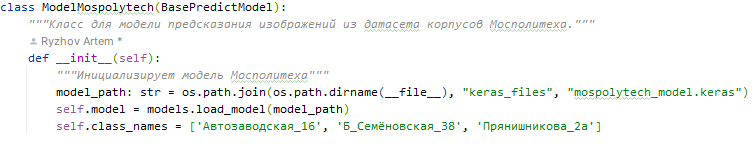 class ModelMospolytech(BasePredictModel):
"""Класс для модели предсказания изображений из датасета корпусов Мосполитеха."""
Ryzhov Artem *
def __init__(self):
"""Инициализирует модель Мосполитеха"""
model_path: str = os.path.join(os.path.dirname(__file__), "keras_files", "mospolytech_model.keras")
self.model = models.load_model(model_path)
self.class_names = ['Автозаводская_16', 'Б_Семёновская_38', 'Прянишникова_2а']